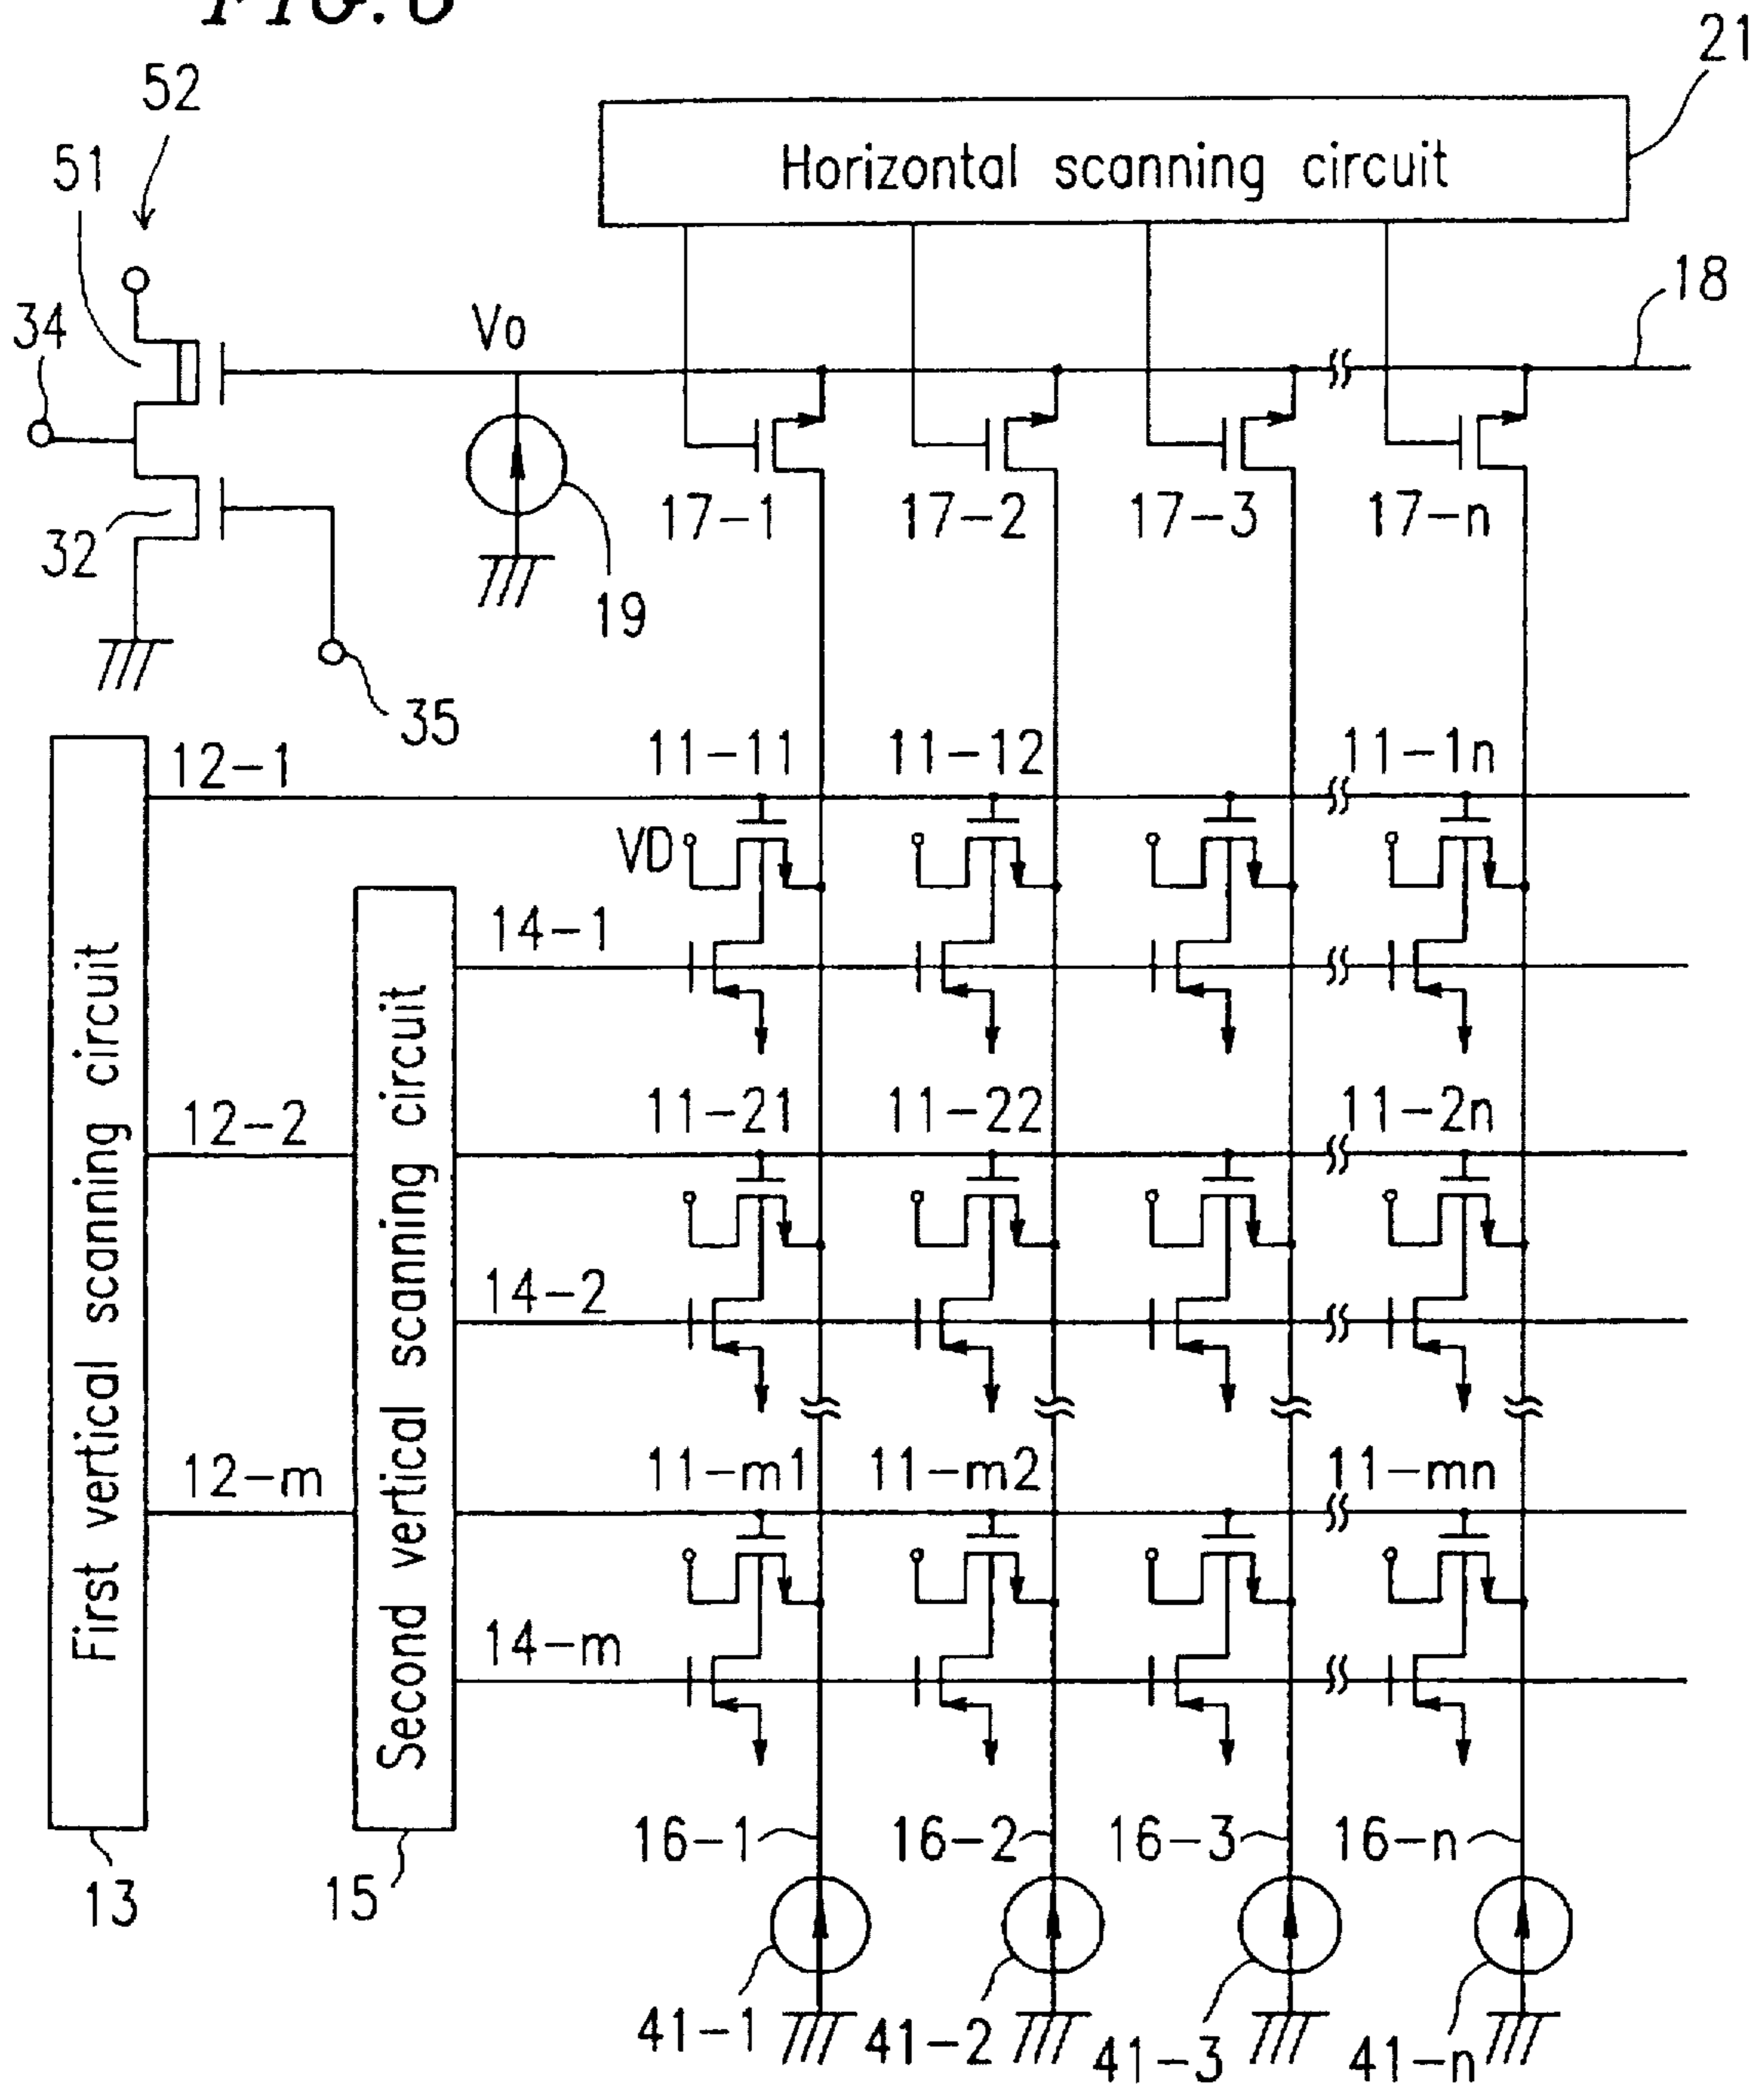 21
52
51
Horizontal scanning circuit
18
34
Vo
17-1
17-2
17-3
17-n
32
19
35
12-1
11-11
11-12
11-1n
VD
14-1
First vertical scanning circuit
Second vertical scanning circuit
12-2
11-21
11-22
11-2n
14-2
12-m
11-m1
11-m2
11-mn
14-m
16-1
16-2
16-3
16-n
13
15
41-1
41-2
41-3
41-n